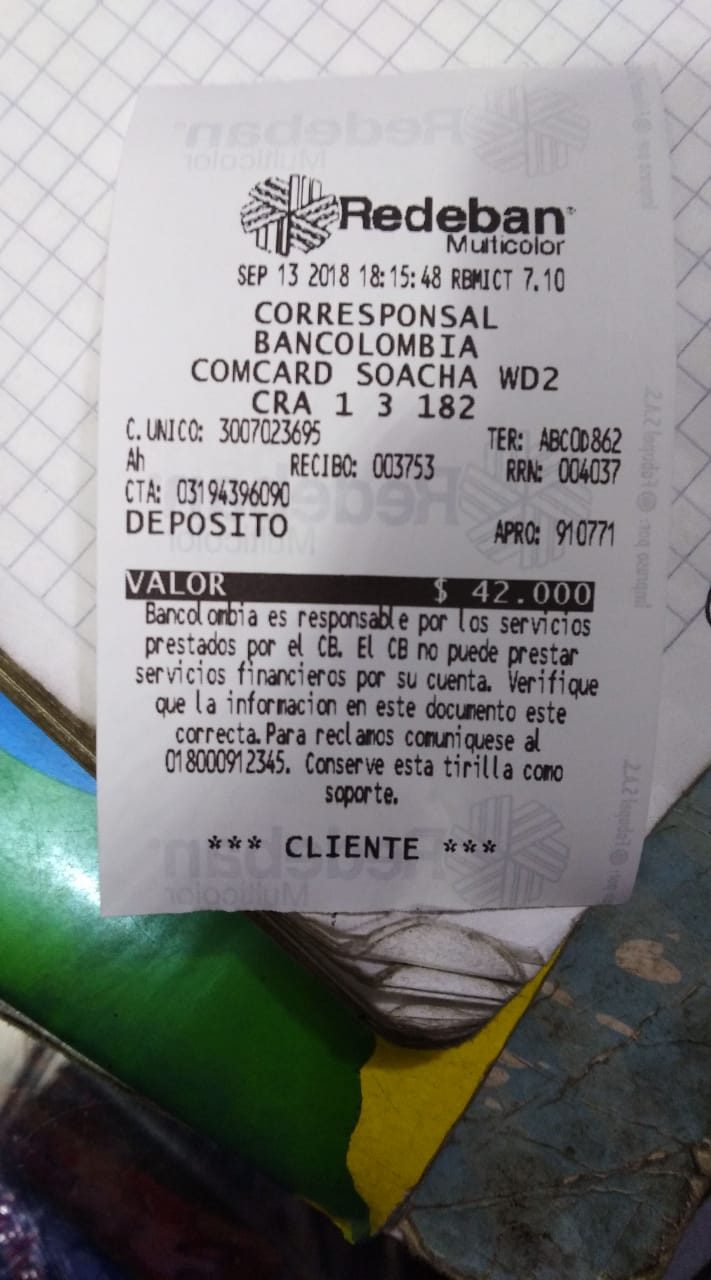 Redeban
Multicolor
SEP 13 2018 18:15:48 RBMICT 7.10
CORRESPONSAL
BANCOLOMBIA
COMCARD SOACHA WD2
CRA 1 3 182
C.UNICO: 3007023695 TER: ABCOD862
Ah RECIBO: 003753 RRN: 004037
CTA: 03194396090
DEPOSITO APRO: 910771
VALOR $ 42.000
Bancolombia es responsable por los servicios
prestados por el CB. El CB no puede prestar
servicios financieros por su cuenta. Verifique
que la informacion en este documento este
correcta.Para reclamos comuniquese al
018000912345. Conserve esta tirilla como
soporte.
*** CLIENTE ***